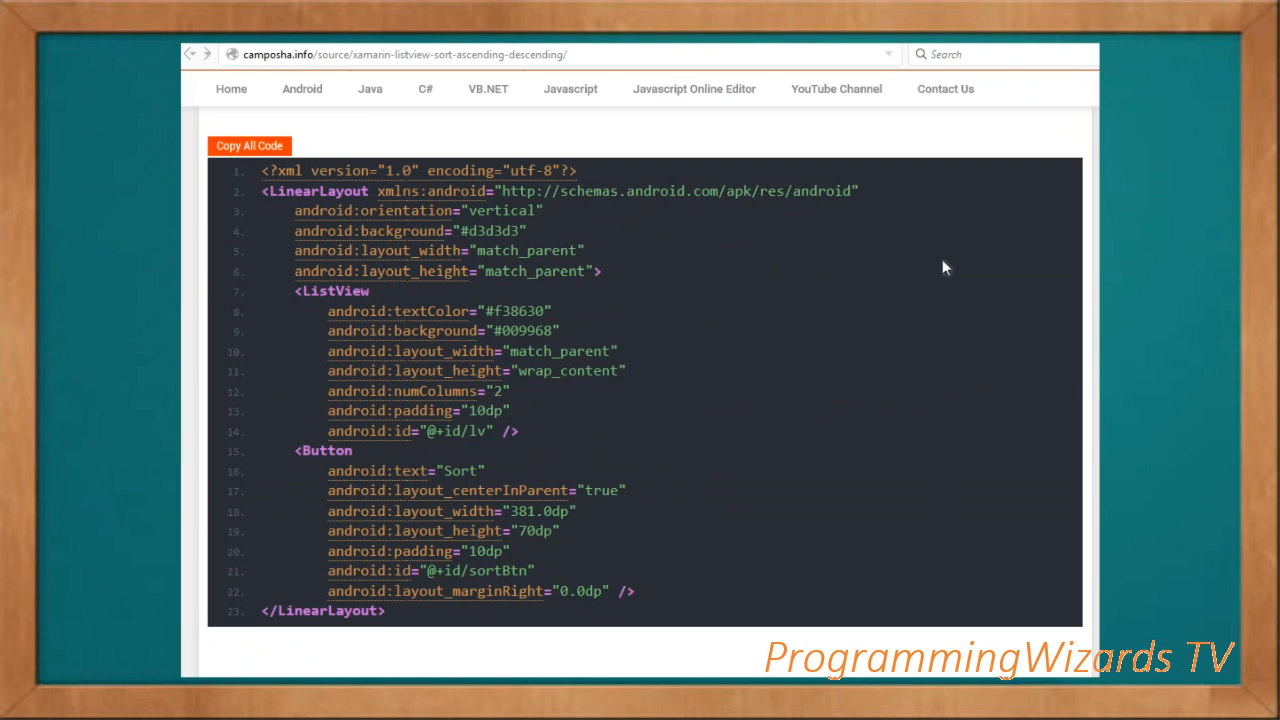 camposha.info/source/xamarin-listview-sort-ascending-descending/ Search
Home Android Java C# VB.NET Javascript Javascript Online Editor YouTube Channel Contact Us
Copy All Code
1. <?xml version="1.0" encoding="utf-8"?>
2. <LinearLayout xmlns:android="http://schemas.android.com/apk/res/android"
3. android:orientation="vertical"
4. android:background="#d3d3d3"
5. android:layout_width="match_parent"
6. android:layout_height="match_parent">
7. <ListView
8. android:textColor="#f38630"
9. android:background="#009968"
10. android:layout_width="match_parent"
11. android:layout_height="wrap_content"
12. android:numColumns="2"
13. android:padding="10dp"
14. android:id="@+id/lv" />
15. <Button
16. android:text="Sort"
17. android:layout_centerInParent="true"
18. android:layout_width="381.0dp"
19. android:layout_height="70dp"
20. android:padding="10dp"
21. android:id="@+id/sortBtn"
22. android:layout_marginRight="0.0dp" />
23. </LinearLayout>
ProgrammingWizards TV